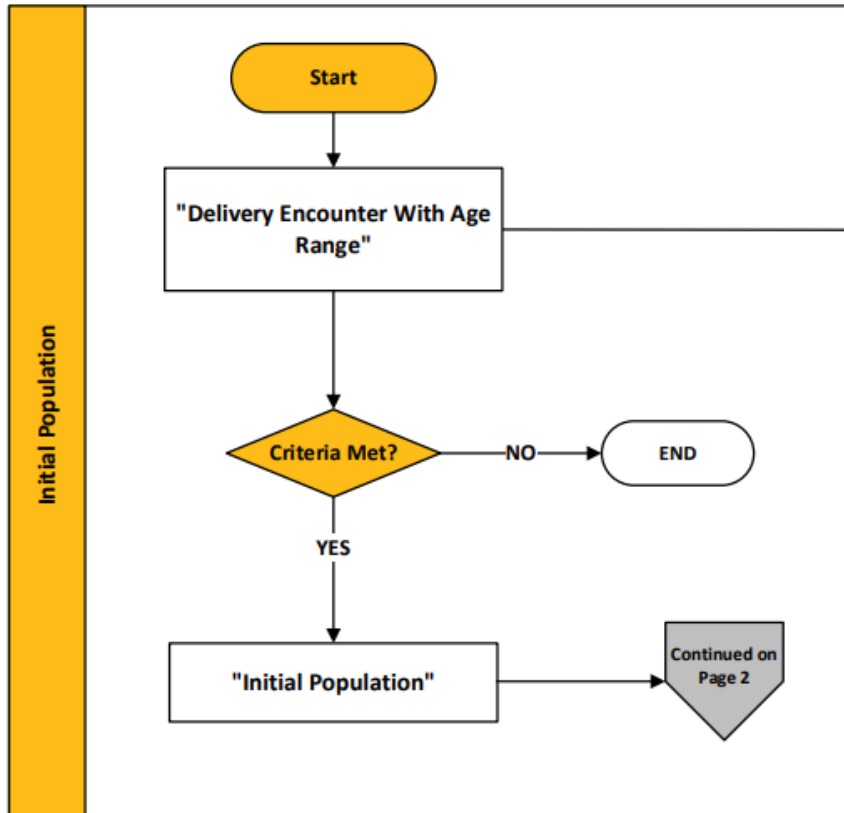 Initial Population
Start
"Delivery Encounter With Age
Range"
Criteria Met?
NO
END
YES
"Initial Population"
Continued on
Page 2